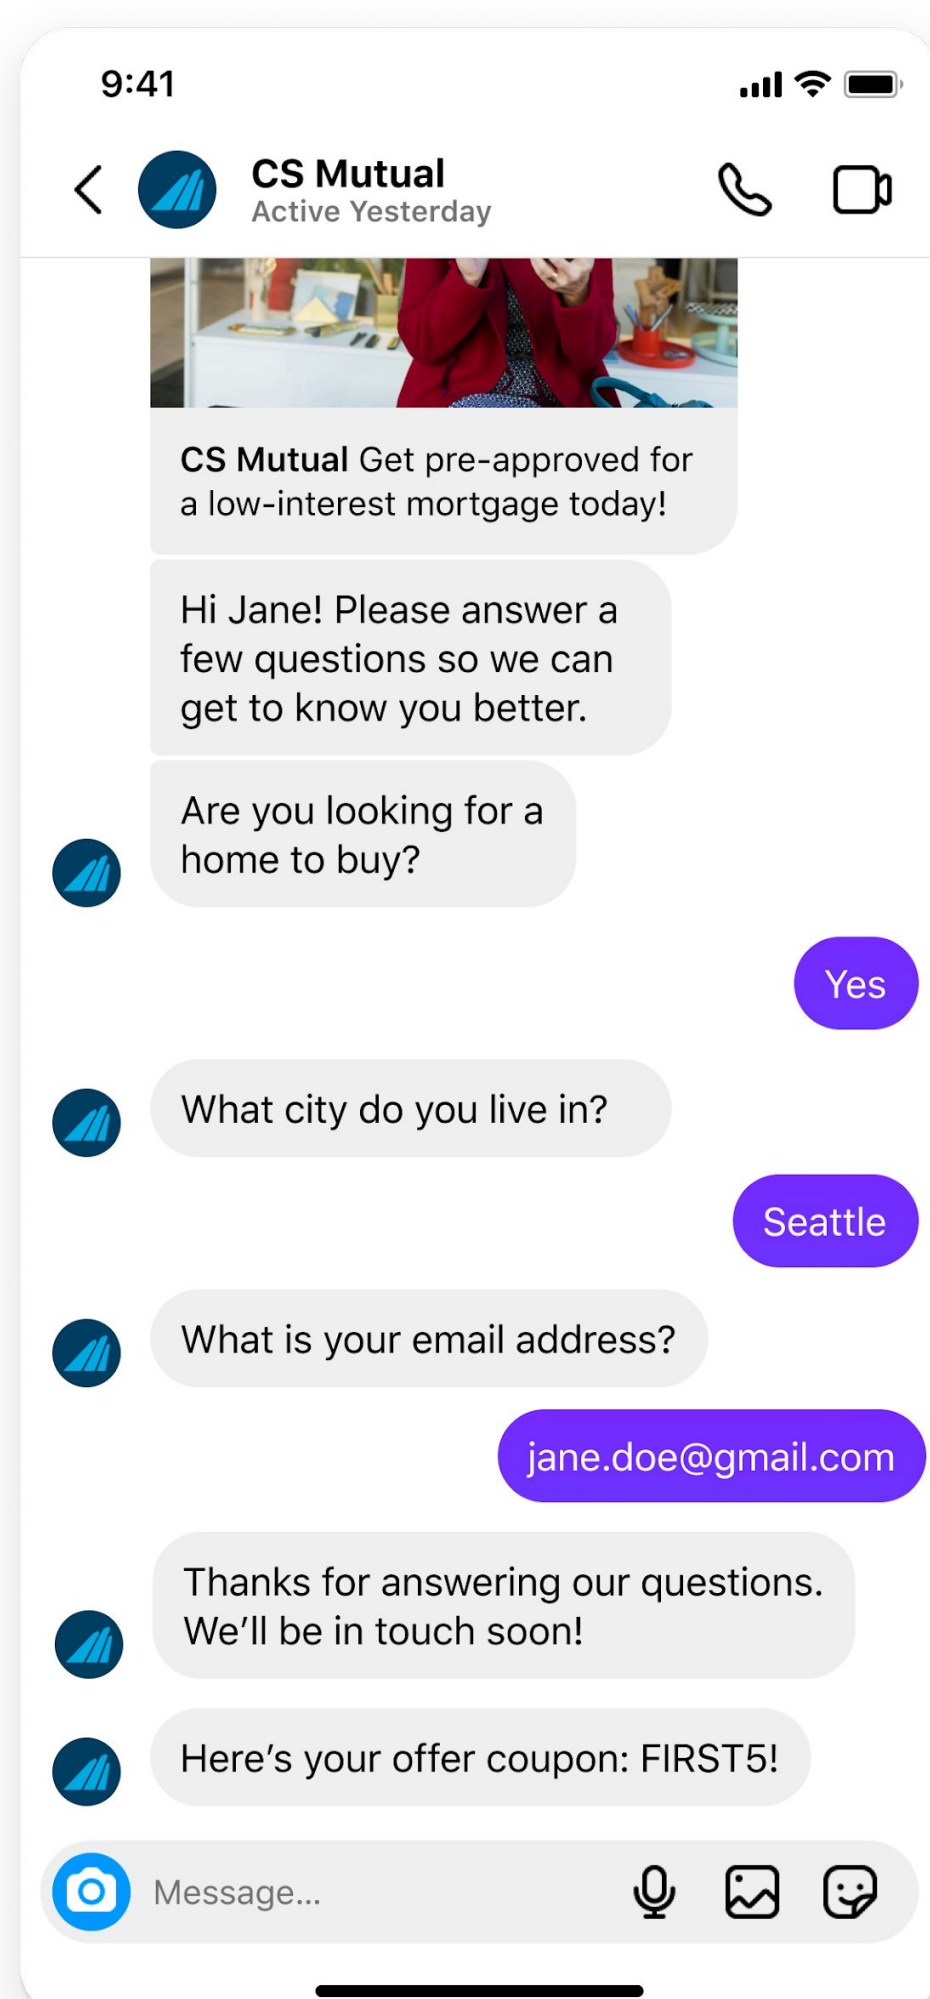 9:41
CS Mutual
Active Yesterday
CS Mutual Get pre-approved for
a low-interest mortgage today!
Hi Jane! Please answer a
few questions so we can
get to know you better.
Are you looking for a
home to buy?
Yes
What city do you live in?
Seattle
What is your email address?
jane.doe@gmail.com
Thanks for answering our questions.
We’ll be in touch soon!
Here’s your offer coupon: FIRST5!
Message...